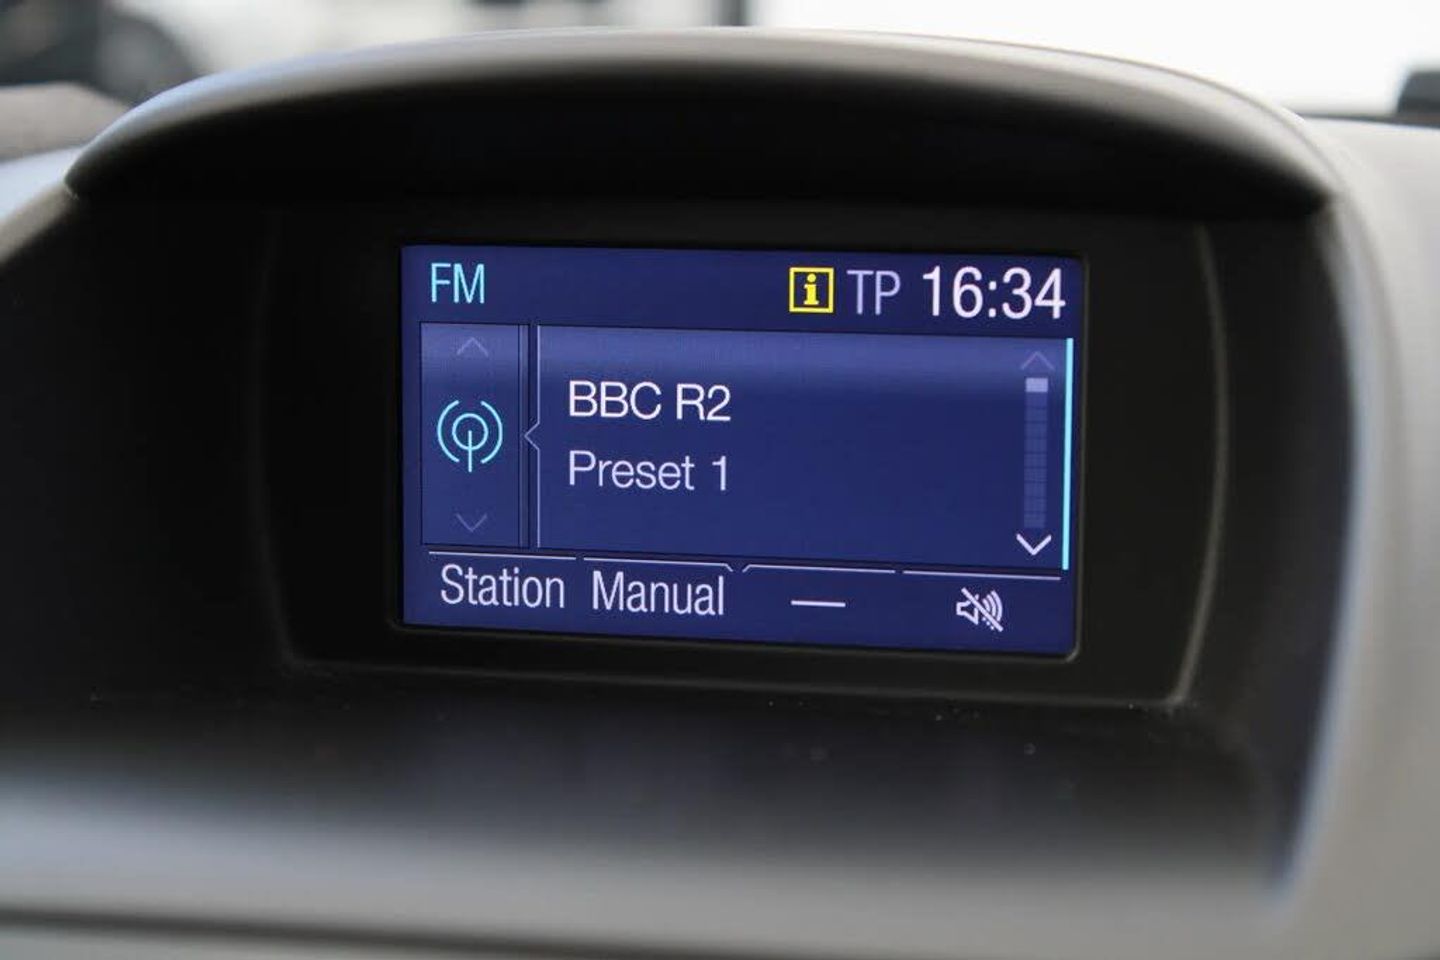 FM i TP 16:34
BBC R2
Preset 1
Station Manual